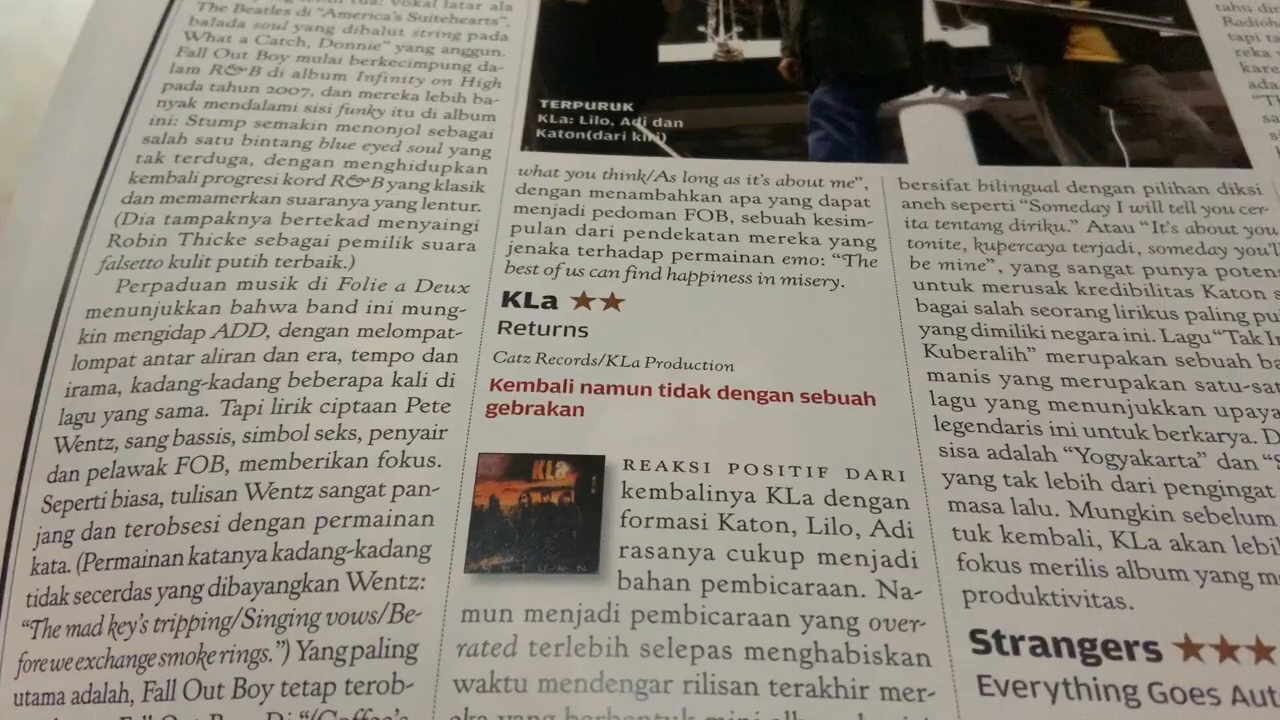 The Beatles di "America's Suitehearts",
balada soul yang dibalut string pada
What a Catch, Donnie" yang anggun.
Fall Out Boy mulai berkecimpung da-
lam R&B di album Infinity on High
pada tahun 2007, dan mereka lebih ba-
nyak mendalami sisi funky itu di album
ini: Stump semakin menonjol sebagai
salah satu bintang blue eyed soul yang
tak terduga, dengan menghidupkan
kembali progresi kord R&B yang klasik
dan memamerkan suaranya yang lentur.
(Dia tampaknya bertekad menyaingi
Robin Thicke sebagai pemilik suara
falsetto kulit putih terbaik.)
Perpaduan musik di Folie a Deux
menunjukkan bahwa band ini mung-
kin mengidap ADD, dengan melompat-
lompat antar aliran dan era, tempo dan
irama, kadang-kadang beberapa kali di
lagu yang sama. Tapi lirik ciptaan Pete
Wentz, sang bassis, simbol seks, penyair
dan pelawak FOB, memberikan fokus.
Seperti biasa, tulisan Wentz sangat pan-
jang dan terobsesi dengan permainan
kata. (Permainan katanya kadang-kadang
tidak secerdas yang dibayangkan Wentz:
"The mad key's tripping/Singing vows/Be-
fore we exchange smoke rings.") Yang paling
utama adalah, Fall Out Boy tetap terob-
TERPURUK
KLa: Lilo, Adi dan
Katon(dari kiri)
what you think/As long as it's about me",
dengan menambahkan apa yang dapat
menjadi pedoman FOB, sebuah kesim-
pulan dari pendekatan mereka yang
jenaka terhadap permainan emo: "The
best of us can find happiness in misery.
KLa ★★
Returns
Catz Records/KLa Production
Kembali namun tidak dengan sebuah
gebrakan
KLa
RETURN
REAKSI POSITIF DARI
kembalinya KLa dengan
formasi Katon, Lilo, Adi
rasanya cukup menjadi
bahan pembicaraan. Na-
mun menjadi pembicaraan yang over-
rated terlebih selepas menghabiskan
waktu mendengar rilisan terakhir mer-
bersifat bilingual dengan pilihan diksi
aneh seperti "Someday I will tell you cer-
ita tentang diriku." Atau "It's about you
tonite, kupercaya terjadi, someday you'll
be mine", yang sangat punya poten
untuk merusak kredibilitas Katon s
bagai salah seorang lirikus paling pu
yang dimiliki negara ini. Lagu "Tak In
Kuberalih" merupakan sebuah ba
manis yang merupakan satu-sat
lagu yang menunjukkan upaya
legendaris ini untuk berkarya. D
sisa adalah "Yogyakarta" dan "S
yang tak lebih dari pengingat
masa lalu. Mungkin sebelum
tuk kembali, KLa akan lebi
fokus merilis album yang m
produktivitas.
Strangers ★★★
Everything Goes Aut